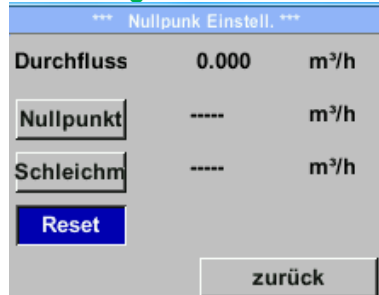 *** Nullpunk Einstell. ***
Durchfluss 0.000 m³/h
Nullpunkt ----- m³/h
Schleichm ----- m³/h
Reset
zurück